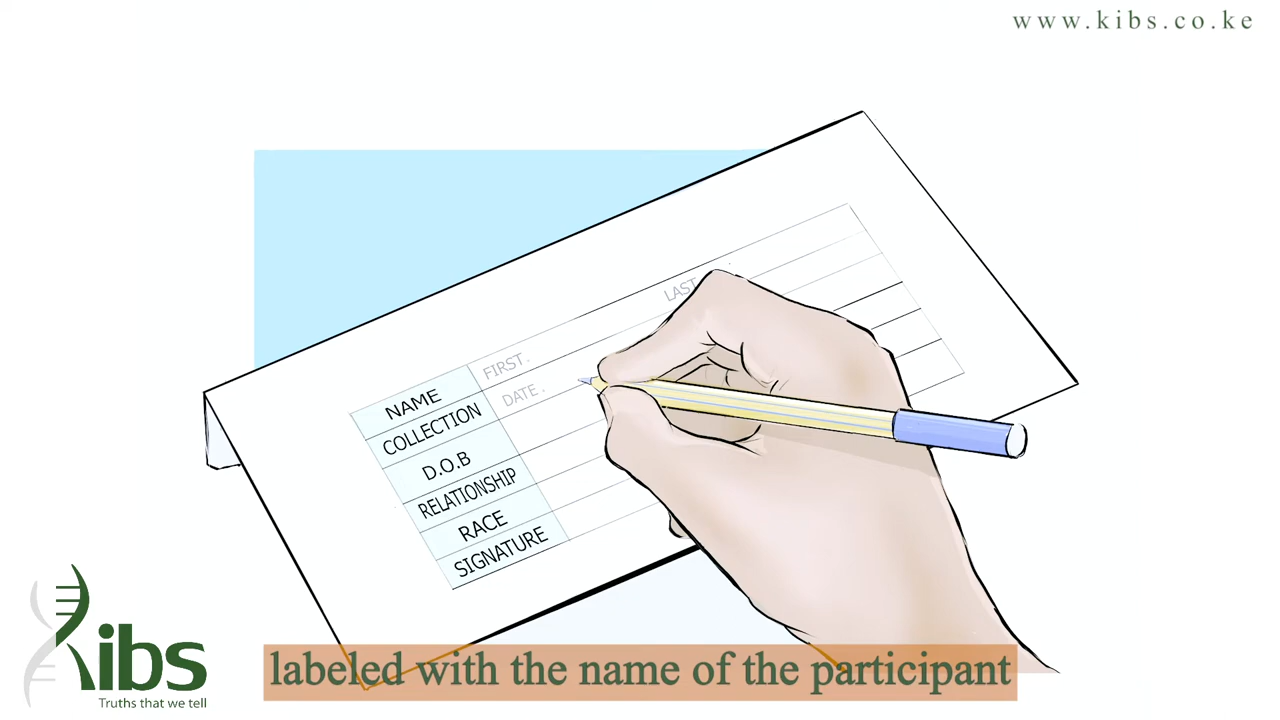 www.kibs.co.ke
NAME FIRST. LAST
COLLECTION DATE.
D.O.B
RELATIONSHIP
RACE
SIGNATURE
Kibs
Truths that we tell
labeled with the name of the participant